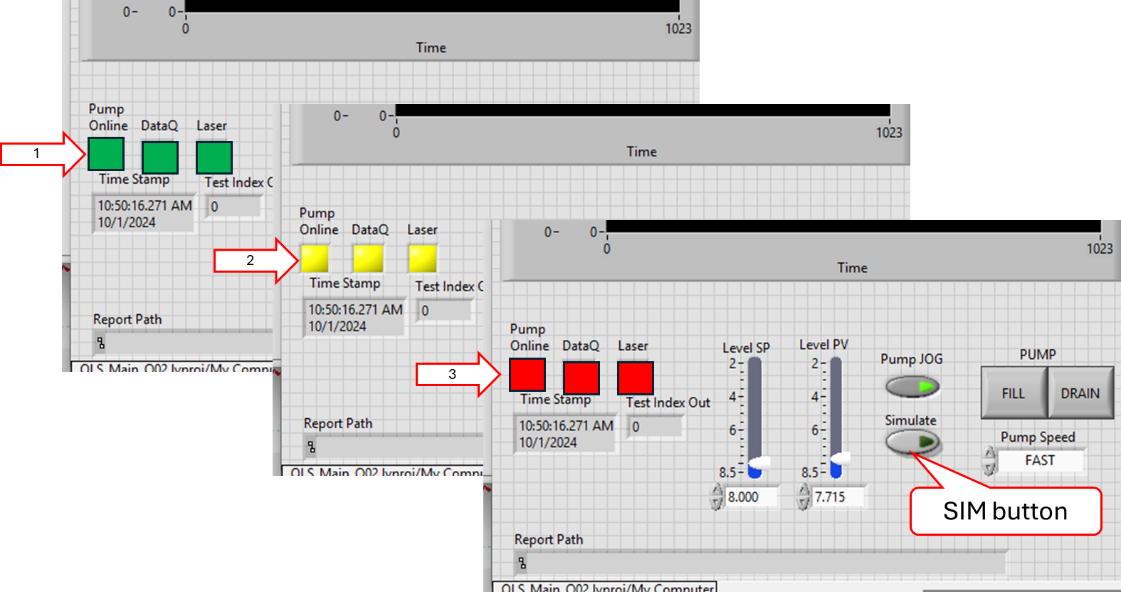 0-
0-
0
1023
Time
Pump
Online
DataQ
Laser
1
Time Stamp
Test Index O
10:50:16.271 AM
10/1/2024
0
Report Path
OLS_Main_Q02.lvproj/My Compu
0-
0-
0
1023
Time
Pump
Online
DataQ
Laser
2
Time Stamp
Test Index O
10:50:16.271 AM
10/1/2024
0
Report Path
OLS_Main_Q02.lvproj/My Compu
0-
0-
0
1023
Time
Pump
Online
DataQ
Laser
3
Time Stamp
Test Index Out
10:50:16.271 AM
10/1/2024
0
Level SP
2-
4-
6-
8.5-
8.000
Level PV
2-
4-
6-
8.5-
7.715
Pump JOG
Simulate
PUMP
FILL
DRAIN
Pump Speed
FAST
SIM button
Report Path
OLS_Main_Q02.lvproj/My Computer